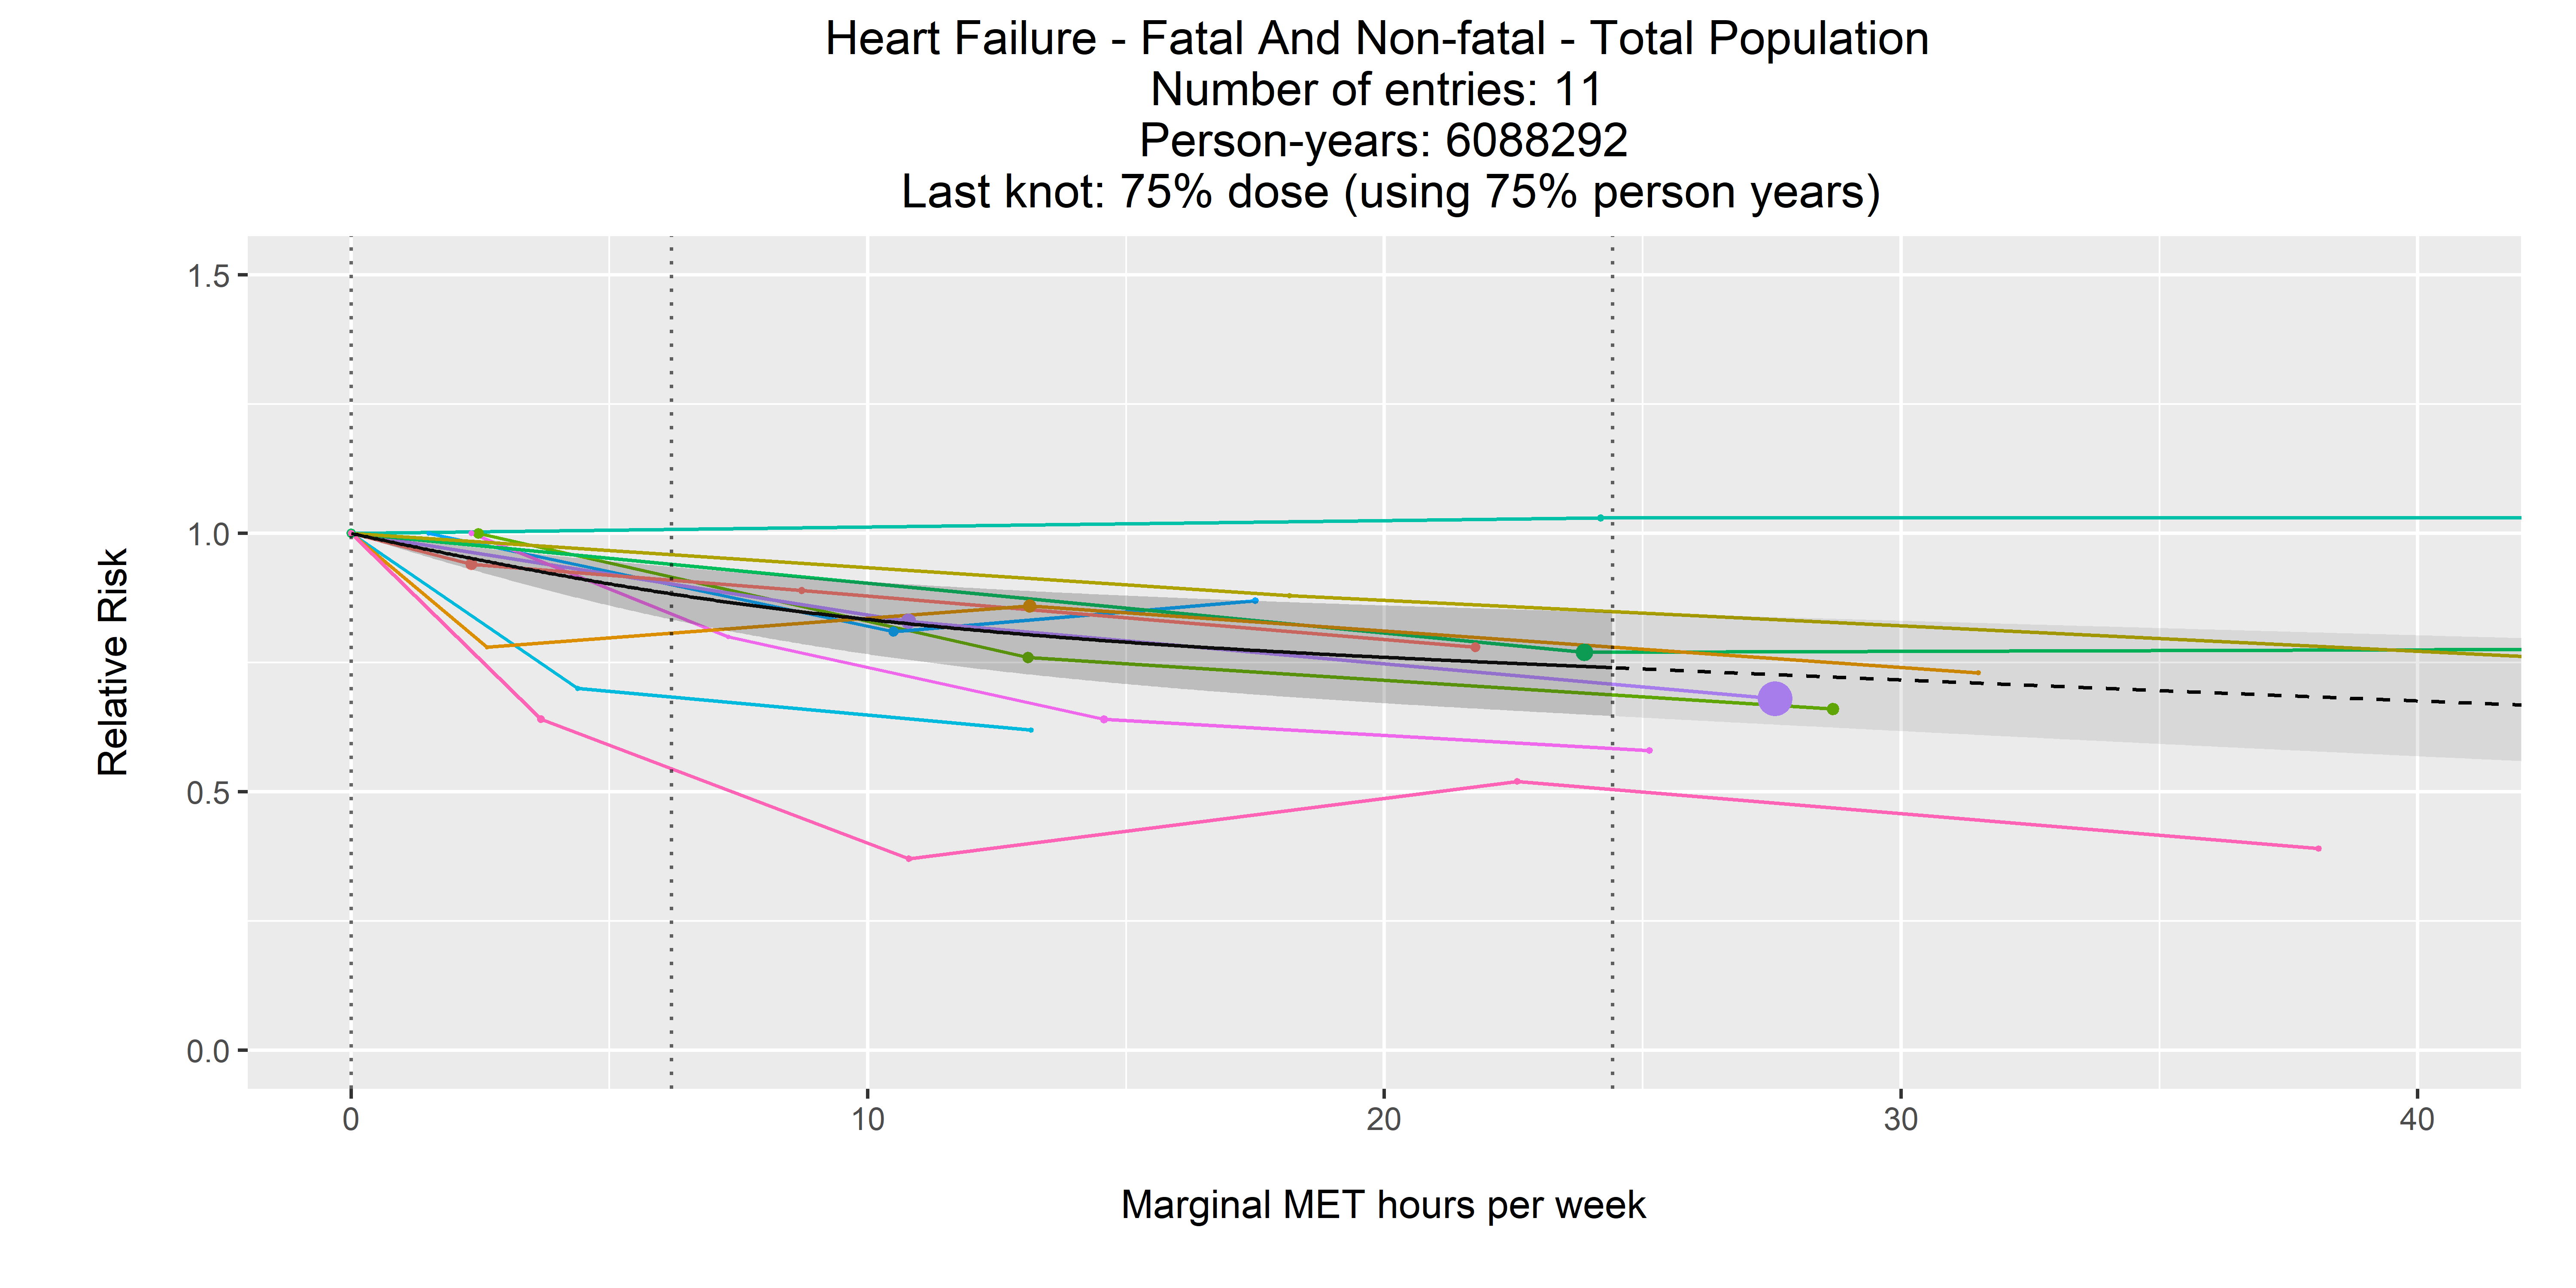 Heart Failure - Fatal And Non-fatal - Total Population
Number of entries: 11
Person-years: 6088292
Last knot: 75% dose (using 75% person years)
1.5
1.0
0.5
0.0
Relative Risk
0 10 20 30 40
Marginal MET hours per week